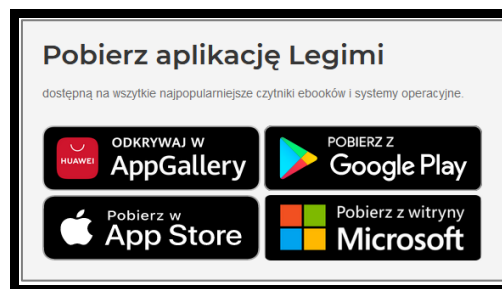 Pobierz aplikację Legimi
dostępną na wszytkie najpopularniejsze czytniki ebooków i systemy operacyjne.
HUAWEI
ODKRYWAJ W
AppGallery
POBIERZ Z
Google Play
Pobierz w
App Store
Pobierz z witryny
Microsoft